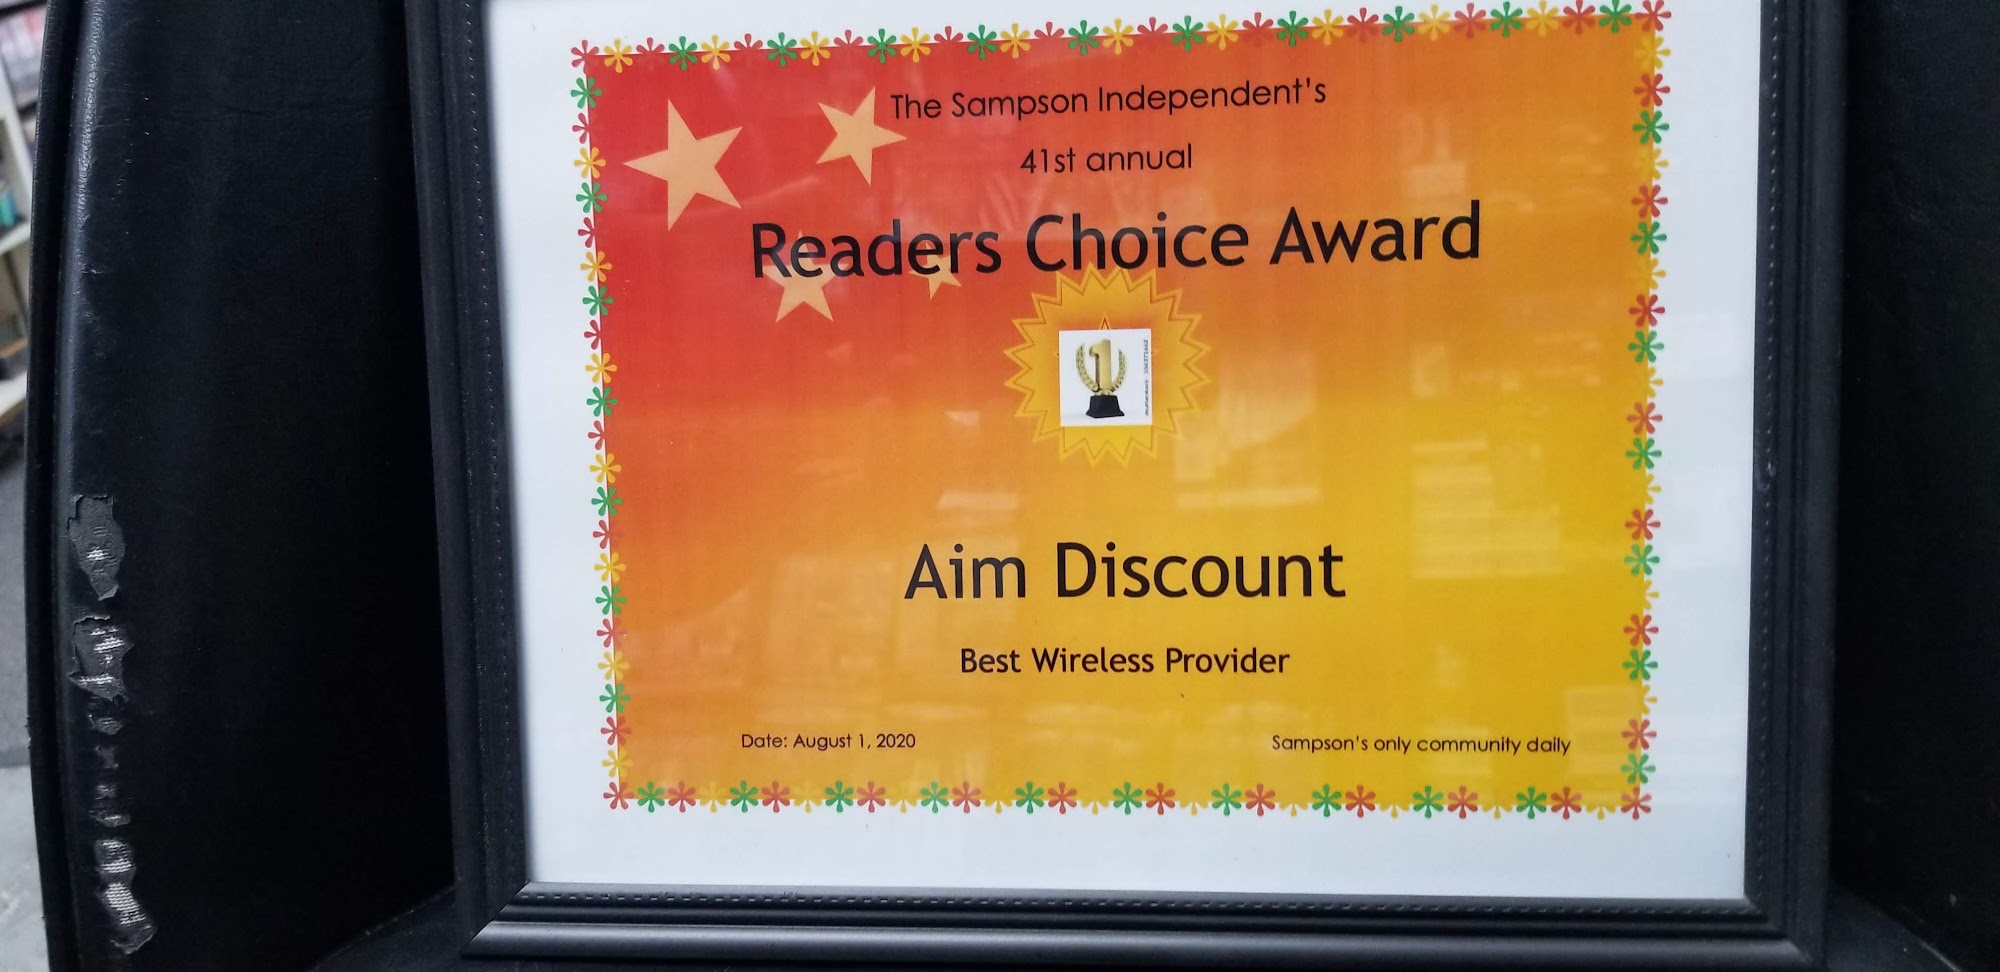 The Sampson Independent's
41st annual
Readers Choice Award
1
Aim Discount
Best Wireless Provider
Date: August 1, 2020
Sampson's only community daily